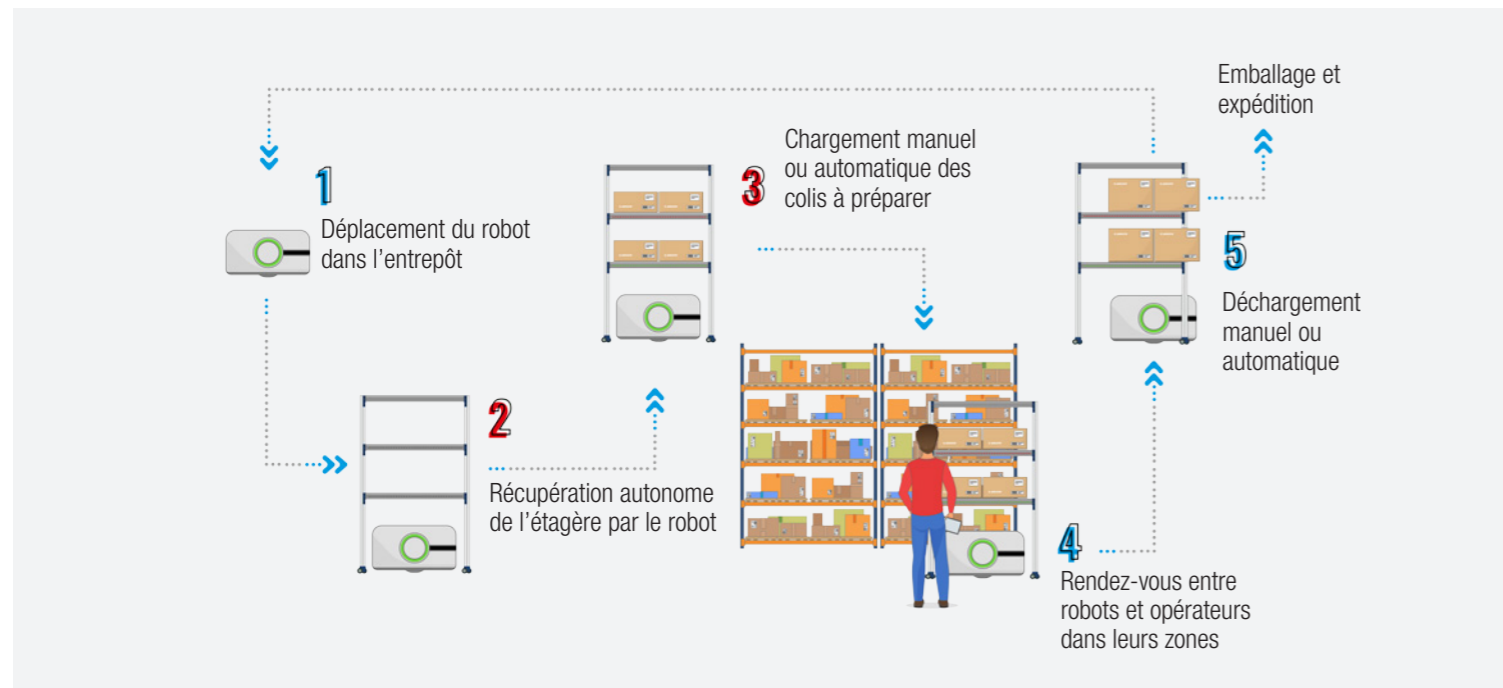 1
Déplacement du robot
dans l'entrepôt
2
Récupération autonome
de l'étagère par le robot
3
Chargement manuel
ou automatique des
colis à préparer
4
Rendez-vous entre
robots et opérateurs
dans leurs zones
5
Déchargement
manuel ou
automatique
Emballage et
expédition